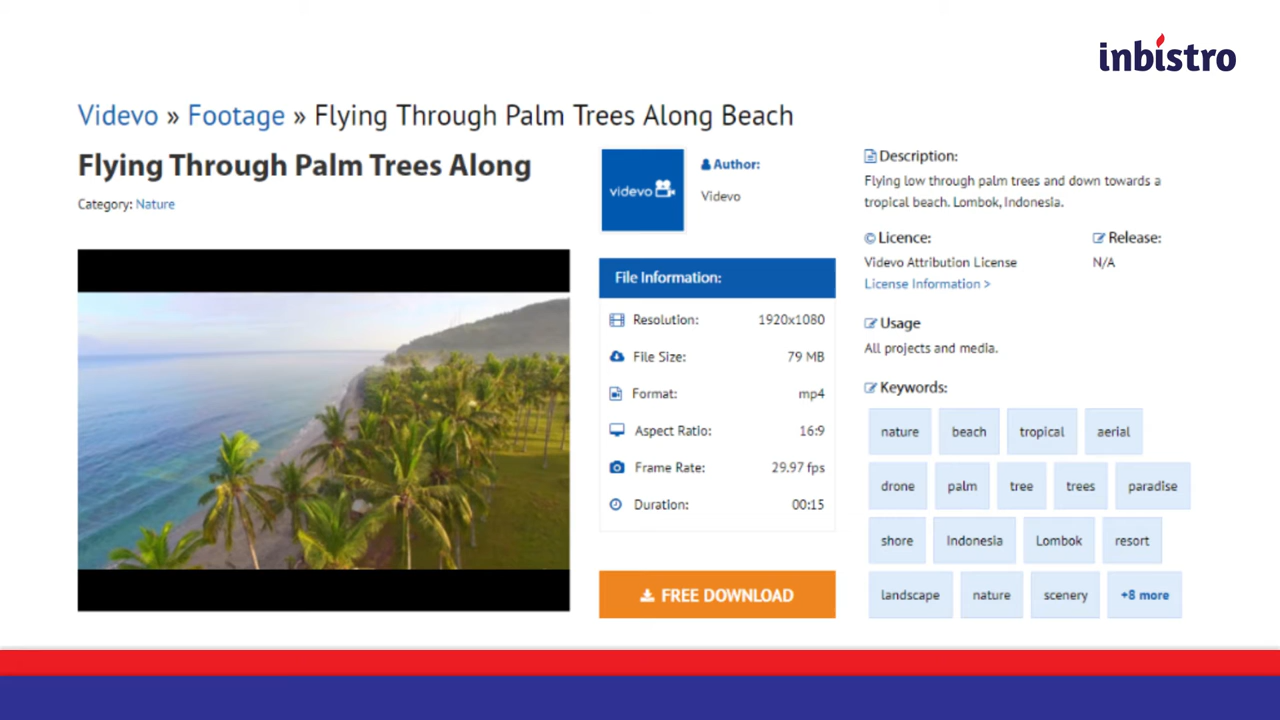 inbistro
Videvo » Footage » Flying Through Palm Trees Along Beach
Flying Through Palm Trees Along
Category: Nature
videvo
Author:
Videvo
File Information:
Resolution: 1920x1080
File Size: 79 MB
Format: mp4
Aspect Ratio: 16:9
Frame Rate: 29.97 fps
Duration: 00:15
FREE DOWNLOAD
Description:
Flying low through palm trees and down towards a
tropical beach. Lombok, Indonesia.
Licence: Release:
Videvo Attribution License N/A
License Information >
Usage
All projects and media.
Keywords:
nature beach tropical aerial
drone palm tree trees paradise
shore Indonesia Lombok resort
landscape nature scenery +8 more